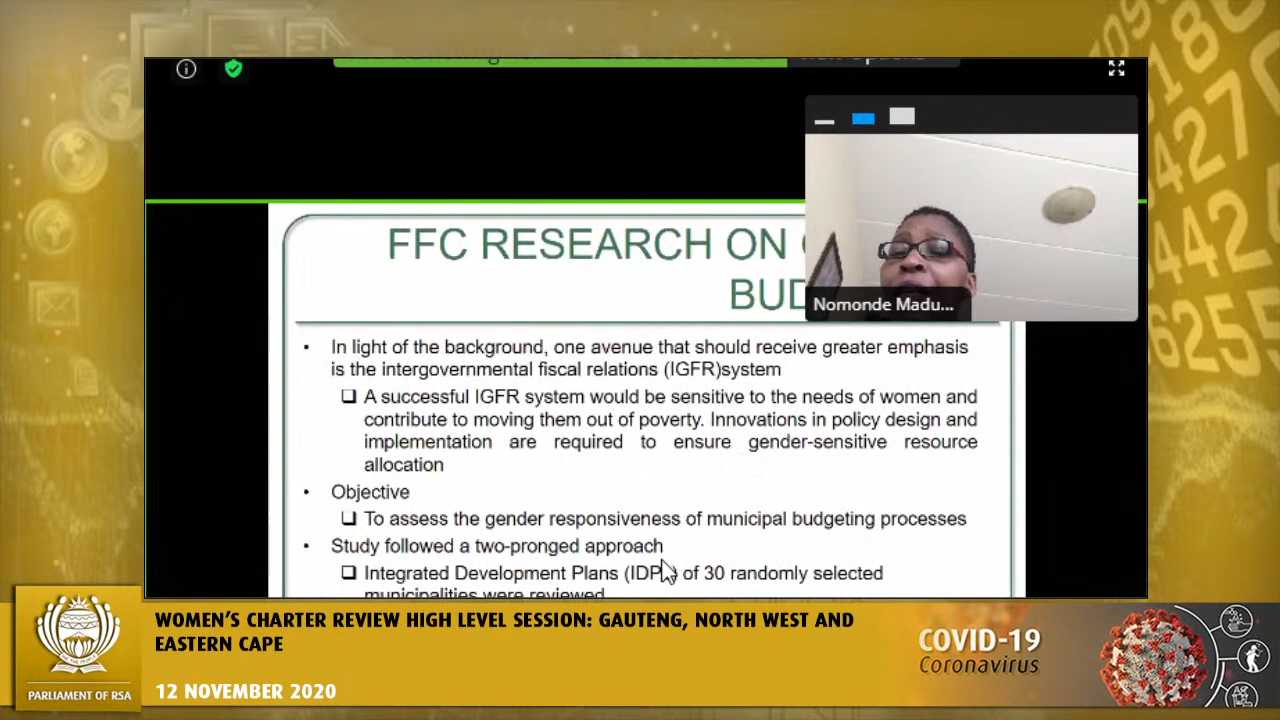 FFC RESEARCH ON
Nomonde Madu...
In light of the background, one avenue that should receive greater emphasis
is the intergovernmental fiscal relations (IGFR)system
A successful IGFR system would be sensitive to the needs of women and
contribute to moving them out of poverty. Innovations in policy design and
implementation are required to ensure gender-sensitive resource
allocation
Objective
To assess the gender responsiveness of municipal budgeting processes
Study followed a two-pronged approach
Integrated Development Plans of 30 randomly selected
municipalities were reviewed
WOMEN'S CHARTER REVIEW HIGH LEVEL SESSION: GAUTENG, NORTH WEST AND
EASTERN CAPE
12 NOVEMBER 2020
PARLIAMENT OF RSA
COVID-19
Coronavirus